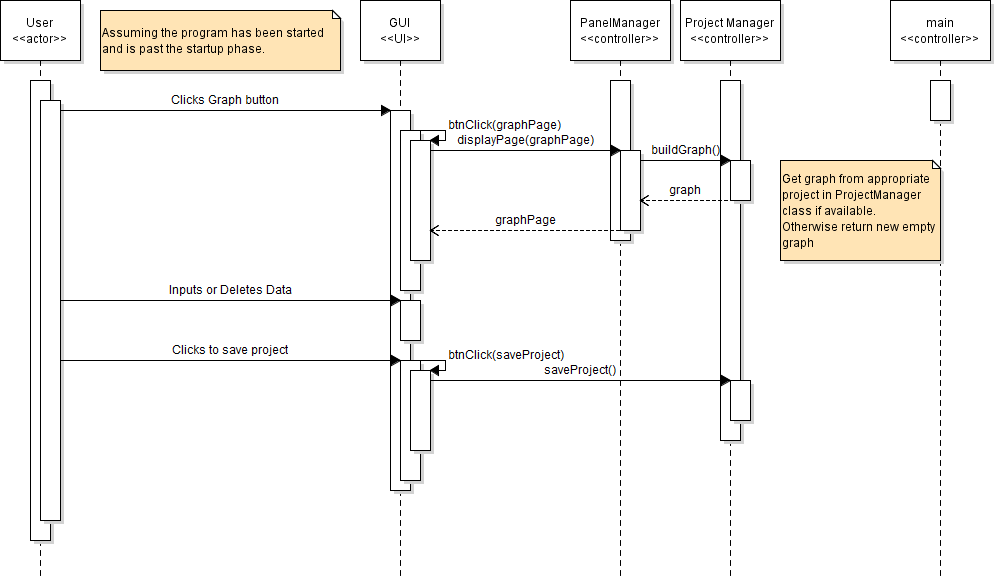 User
<<actor>>
Assuming the program has been started
and is past the startup phase.
GUI
<<UI>>
PanelManager
<<controller>>
Project Manager
<<controller>>
main
<<controller>>
Clicks Graph button
btnClick(graphPage)
displayPage(graphPage)
buildGraph()
graph
graphPage
Get graph from appropriate
project in ProjectManager
class if available.
Otherwise return new empty
graph
Inputs or Deletes Data
Clicks to save project
btnClick(saveProject)
saveProject()